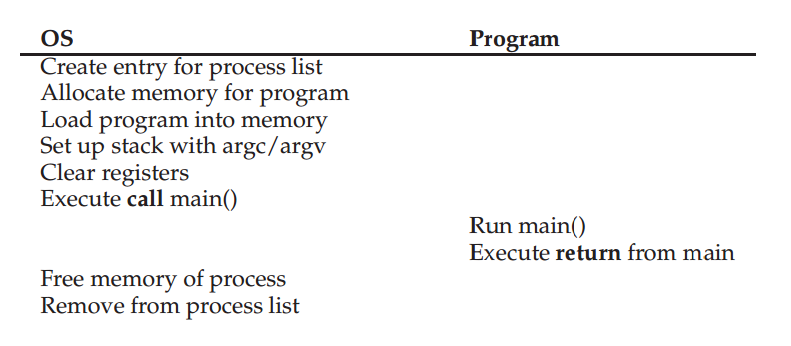 OS Program
Create entry for process list
Allocate memory for program
Load program into memory
Set up stack with argc/argv
Clear registers
Execute call main()
Run main()
Execute return from main
Free memory of process
Remove from process list